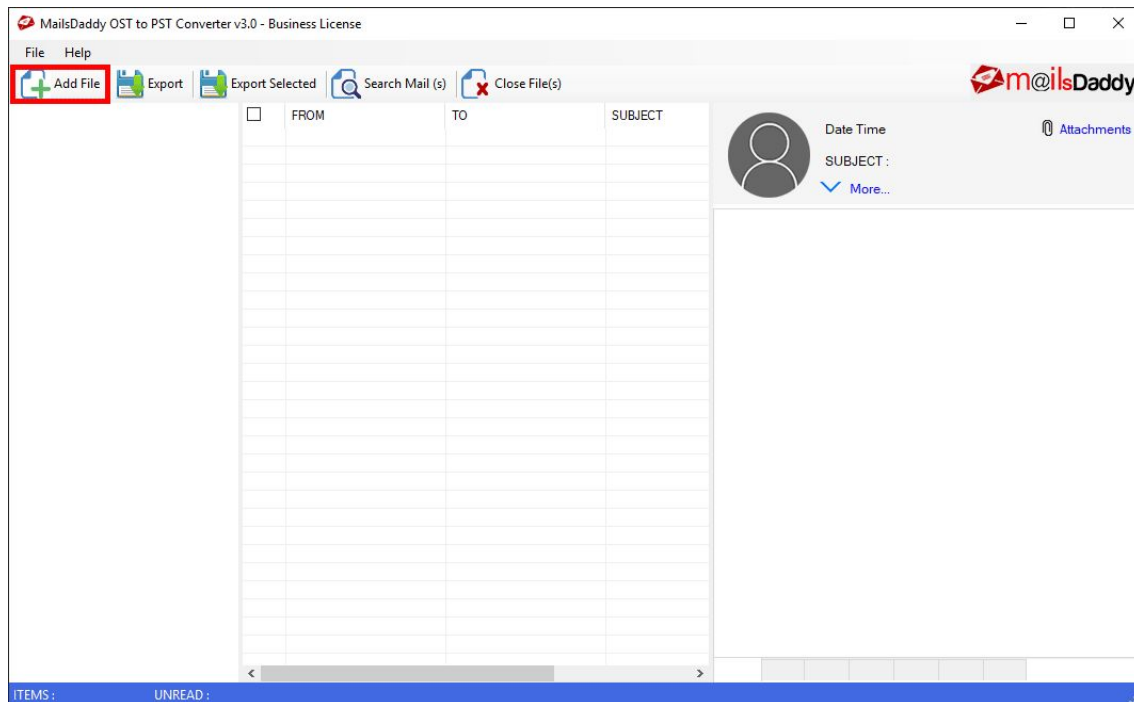 MailsDaddy OST to PST Converter v3.0 - Business License
File Help
Add File Export Export Selected Search Mail (s) Close File(s) m@ilsDaddy
FROM TO SUBJECT
Date Time Attachments
SUBJECT :
More...
ITEMS : UNREAD :